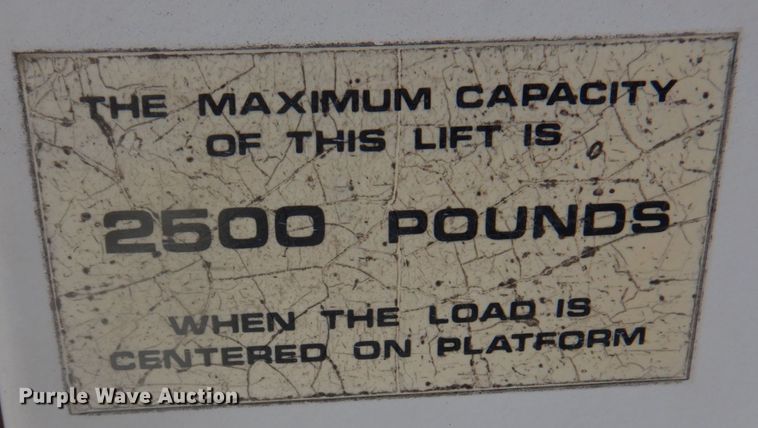 THE MAXIMUM CAPACITY
OF THIS LIFT IS
2500 POUNDS
WHEN THE LOAD IS
CENTERED ON PLATFORM
Purple Wave Auction